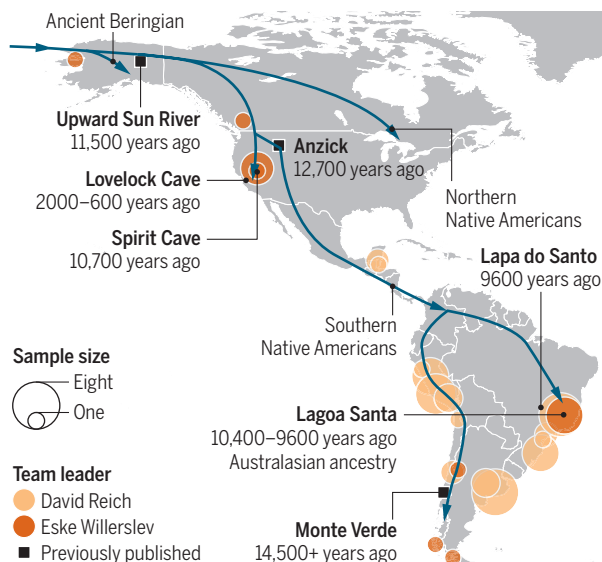 Ancient Beringian
Upward Sun River
11,500 years ago
Anzick
12,700 years ago
Lovelock Cave
2000–600 years ago
Northern
Native Americans
Spirit Cave
10,700 years ago
Lapa do Santo
9600 years ago
Southern
Native Americans
Sample size
Eight
One
Lagoa Santa
10,400–9600 years ago
Australasian ancestry
Team leader
David Reich
Eske Willerslev
Previously published
Monte Verde
14,500+ years ago